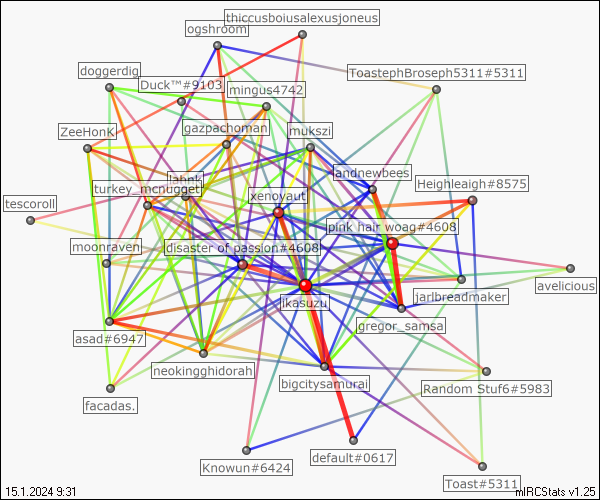 thiccusboiusalexusjoneus
ogshroom
doggerdig
ToastephBroseph5311#5311
Duck™#9103
mingus4742
gazpachoman
mukszi
ZeeHonK
andnewbees
Heighleaigh#8575
turkey_mcnugget
xenovaut
tescoroll
pink hair woag#4608
moonraven
disaster of passion#4608
avelicious
ikasuzu
jarlbreadmaker
gregor_samsa
asad#6947
neokingghidorah
bigcitysamurai
Random Stuf6#5983
facadas.
default#0617
Knowun#6424
Toast#5311
15.1.2024 9:31
mIRCStats v1.25